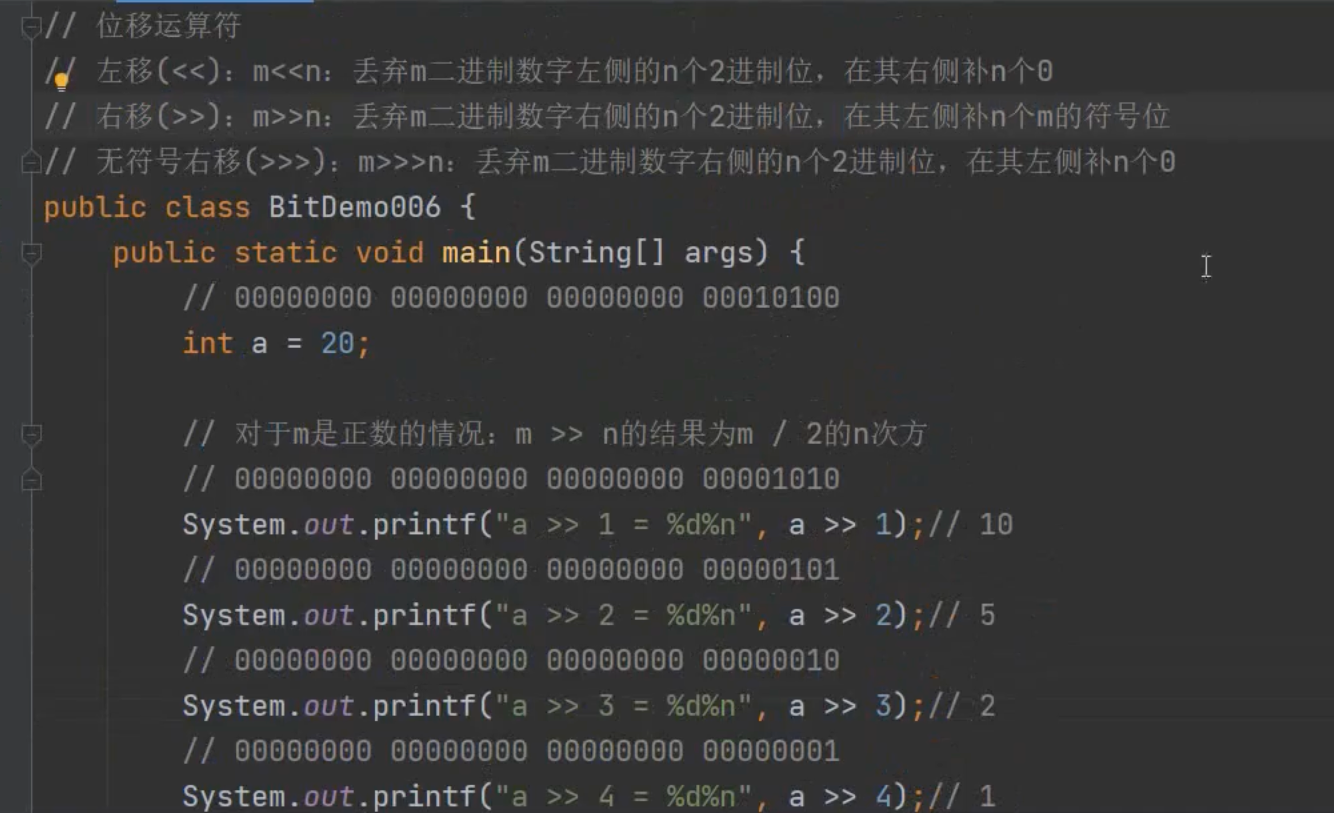 // 位移运算符
// 左移(<<)：m<<n：丢弃m二进制数字左侧的n个2进制位，在其右侧补n个0
// 右移(>>)：m>>n：丢弃m二进制数字右侧的n个2进制位，在其左侧补n个m的符号位
// 无符号右移(>>>)：m>>>n：丢弃m二进制数字右侧的n个2进制位，在其左侧补n个0
public class BitDemo006 {
    public static void main(String[] args) {
        // 00000000 00000000 00000000 00010100
        int a = 20;
        // 对于m是正数的情况：m >> n的结果为m / 2的n次方
        // 00000000 00000000 00000000 00001010
        System.out.printf("a >> 1 = %d%n", a >> 1);// 10
        // 00000000 00000000 00000000 00000101
        System.out.printf("a >> 2 = %d%n", a >> 2);// 5
        // 00000000 00000000 00000000 00000010
        System.out.printf("a >> 3 = %d%n", a >> 3);// 2
        // 00000000 00000000 00000000 00000001
        System.out.printf("a >> 4 = %d%n", a >> 4);// 1